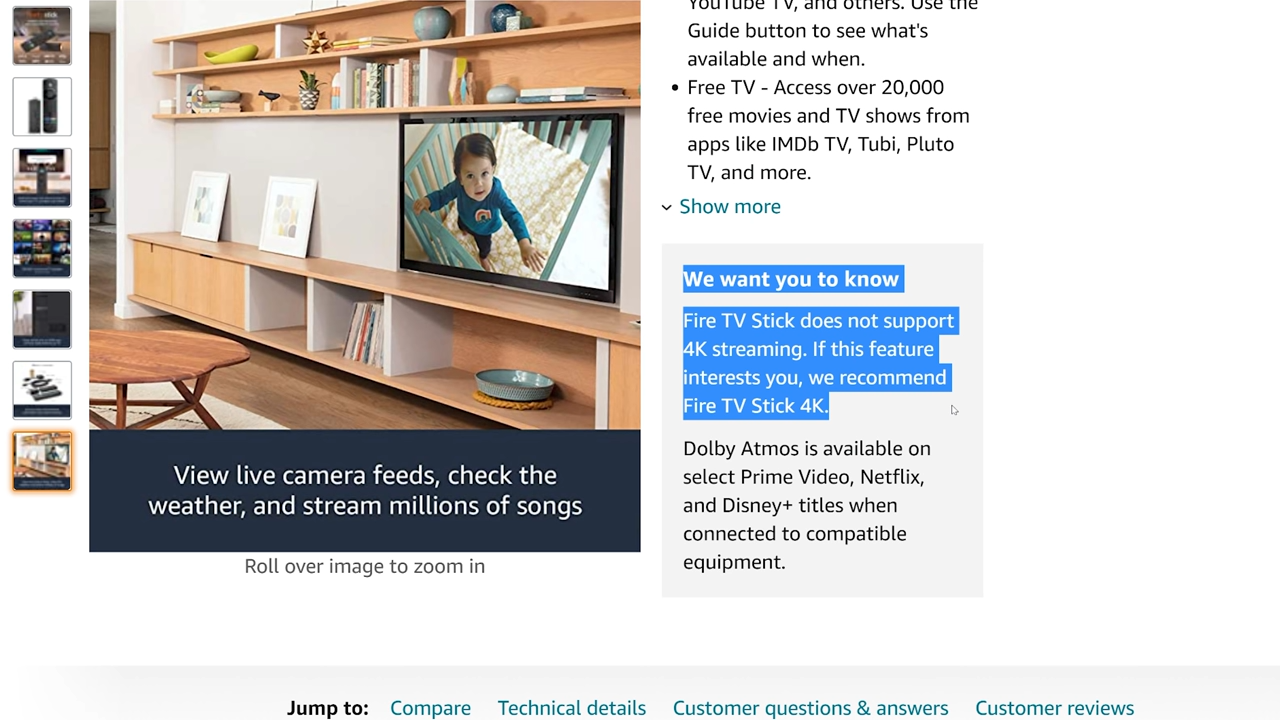 YouTube TV, and others. Use the
Guide button to see what's
available and when.
• Free TV - Access over 20,000
free movies and TV shows from
apps like IMDb TV, Tubi, Pluto
TV, and more.
Show more
We want you to know
Fire TV Stick does not support
4K streaming. If this feature
interests you, we recommend
Fire TV Stick 4K.
Dolby Atmos is available on
select Prime Video, Netflix,
and Disney+ titles when
connected to compatible
equipment.
View live camera feeds, check the
weather, and stream millions of songs
Roll over image to zoom in
Jump to: Compare Technical details Customer questions & answers Customer reviews